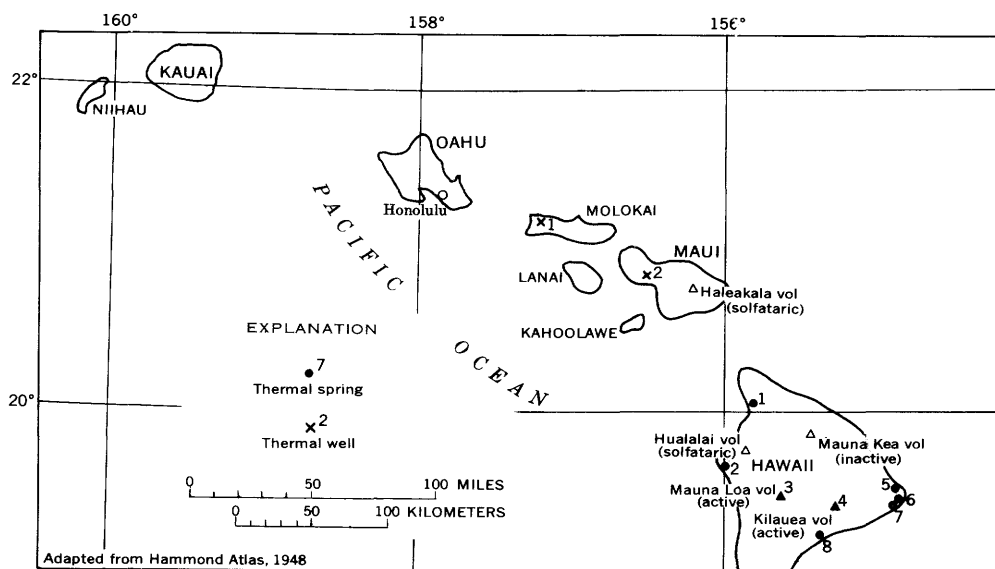 160°
158°
156°
22°
KAUAI
NIIHAU
OAHU
Honolulu
PACIFIC
OCEAN
1
MOLOKAI
MAUI
2
LANAI
Haleakala vol
(solfataric)
KAHOOLAWE
EXPLANATION
7
Thermal spring
2
Thermal well
20°
1
Hualalai vol
(solfataric)
Mauna Kea vol
(inactive)
HAWAII
2
Mauna Loa vol
(active)
3
4
5
6
7
Kilauea vol
(active)
8
0 50 100 MILES
0 50 100 KILOMETERS
Adapted from Hammond Atlas, 1948